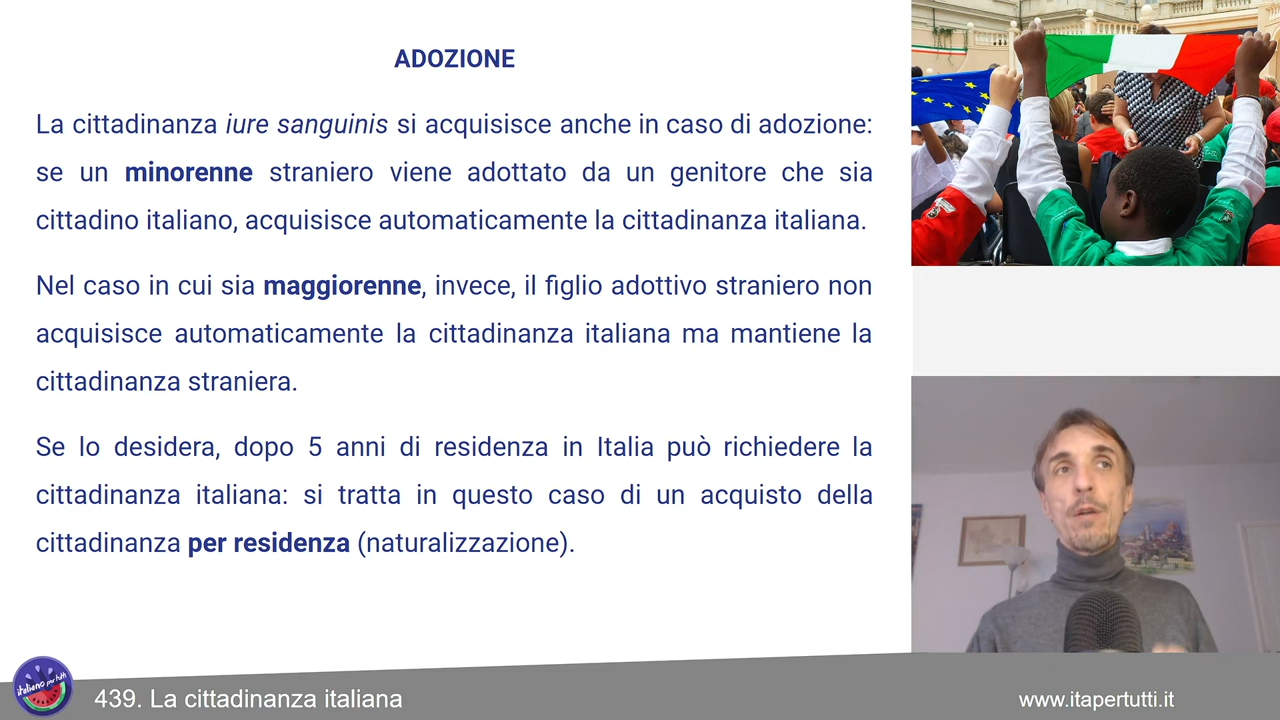 ADOZIONE
La cittadinanza iure sanguinis si acquisisce anche in caso di adozione:
se un minorenne straniero viene adottato da un genitore che sia
cittadino italiano, acquisisce automaticamente la cittadinanza italiana.
Nel caso in cui sia maggiorenne, invece, il figlio adottivo straniero non
acquisisce automaticamente la cittadinanza italiana ma mantiene la
cittadinanza straniera.
Se lo desidera, dopo 5 anni di residenza in Italia può richiedere la
cittadinanza italiana: si tratta in questo caso di un acquisto della
cittadinanza per residenza (naturalizzazione).
italiano per tutti
439. La cittadinanza italiana
www.itapertutti.it